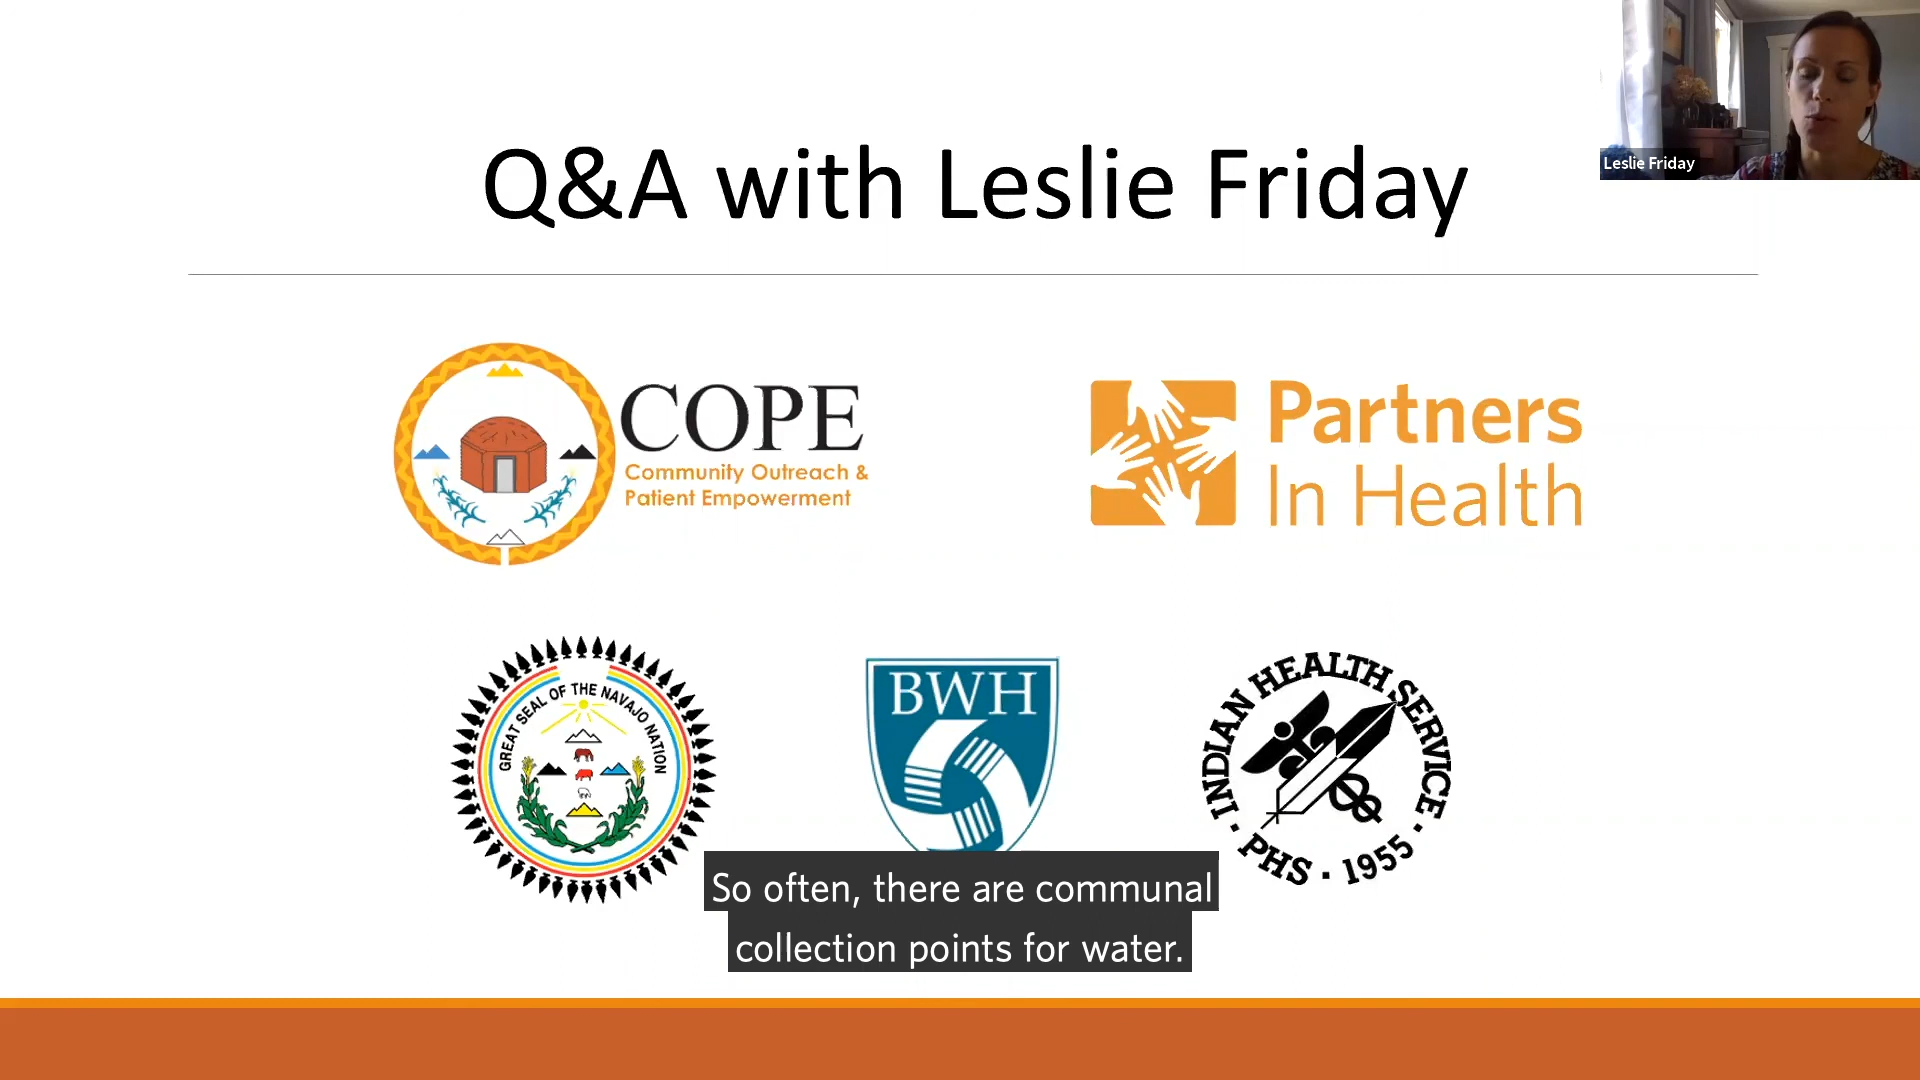 Q&A with Leslie Friday
Leslie Friday
COPE
Community Outreach &
Patient Empowerment
Partners
In Health
GREAT SEAL OF THE NAVAJO NATION
BWH
INDIAN HEALTH SERVICE
· PHS · 1955 ·
So often, there are communal
collection points for water.